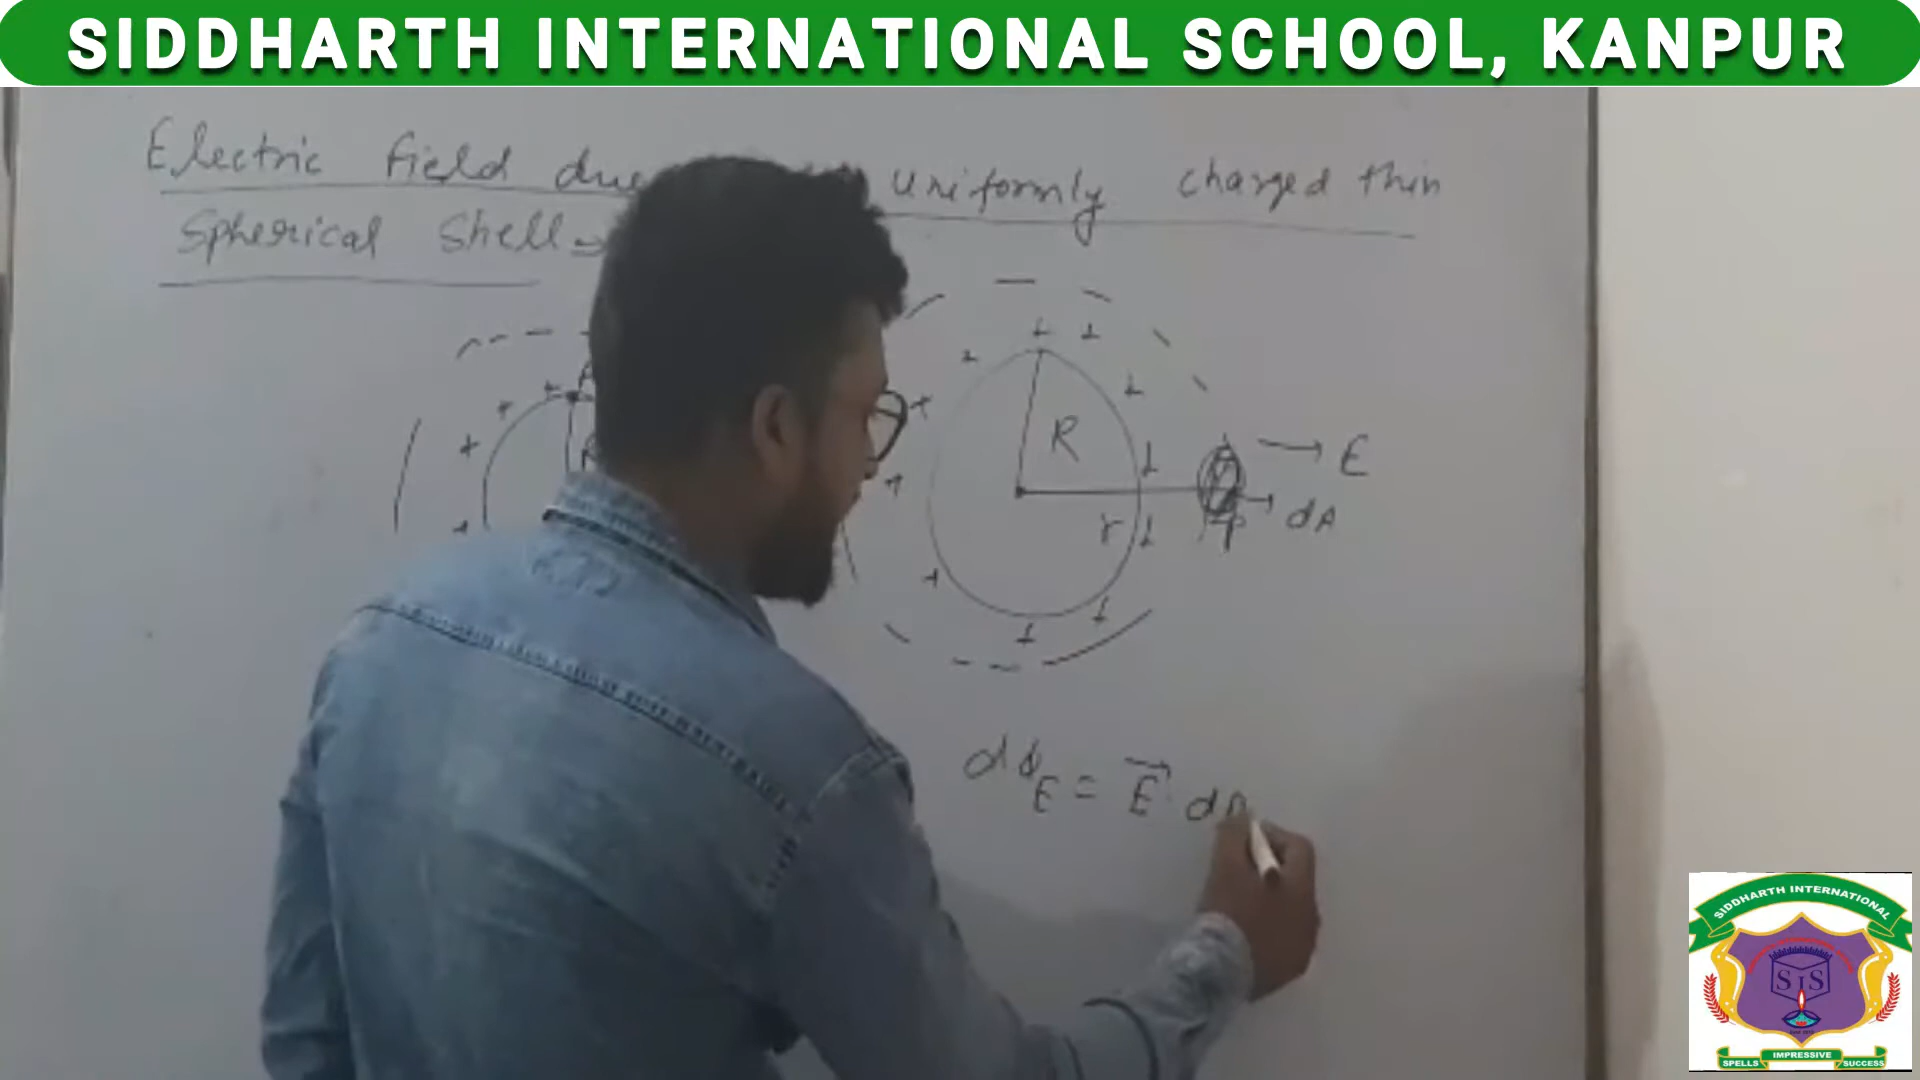 SIDDHARTH INTERNATIONAL SCHOOL, KANPUR
Electric field due uniformly charged thin
Spherical Shell →
R
r
P
→ E
→ dA
dϕ_E = E⃗ · dA
SIDDHARTH INTERNATIONAL
SIS
SPELLS IMPRESSIVE SUCCESS